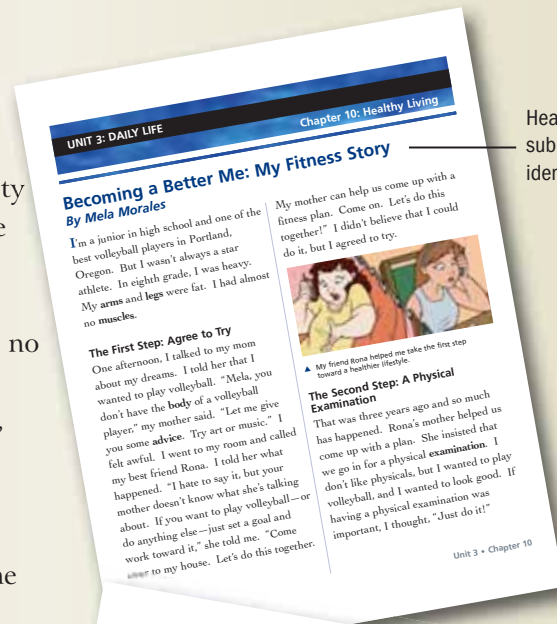 UNIT 3: DAILY LIFE
Chapter 10: Healthy Living
Becoming a Better Me: My Fitness Story
By Mela Morales
I'm a junior in high school and one of the
best volleyball players in Portland,
Oregon. But I wasn't always a star
athlete. In eighth grade, I was heavy.
My arms and legs were fat. I had almost
no muscles.
The First Step: Agree to Try
One afternoon, I talked to my mom
about my dreams. I told her that I
wanted to play volleyball. "Mela, you
don't have the body of a volleyball
player," my mother said. "Let me give
you some advice. Try art or music." I
felt awful. I went to my room and called
my best friend Rona. I told her what
happened. "I hate to say it, but your
mother doesn't know what she's talking
about. If you want to play volleyball—or
do anything else—just set a goal and
work toward it," she told me. "Come
to my house. Let's do this together.
My mother can help us come up with a
fitness plan. Come on. Let's do this
together!" I didn't believe that I could
do it, but I agreed to try.
▲ My friend Rona helped me take the first step
toward a healthier lifestyle.
The Second Step: A Physical
Examination
That was three years ago and so much
has happened. Rona's mother helped us
come up with a plan. She insisted that
we go in for a physical examination. I
don't like physicals, but I wanted to play
volleyball, and I wanted to look good. If
having a physical examination was
important, I thought, "Just do it!"
Unit 3 • Chapter 10
no